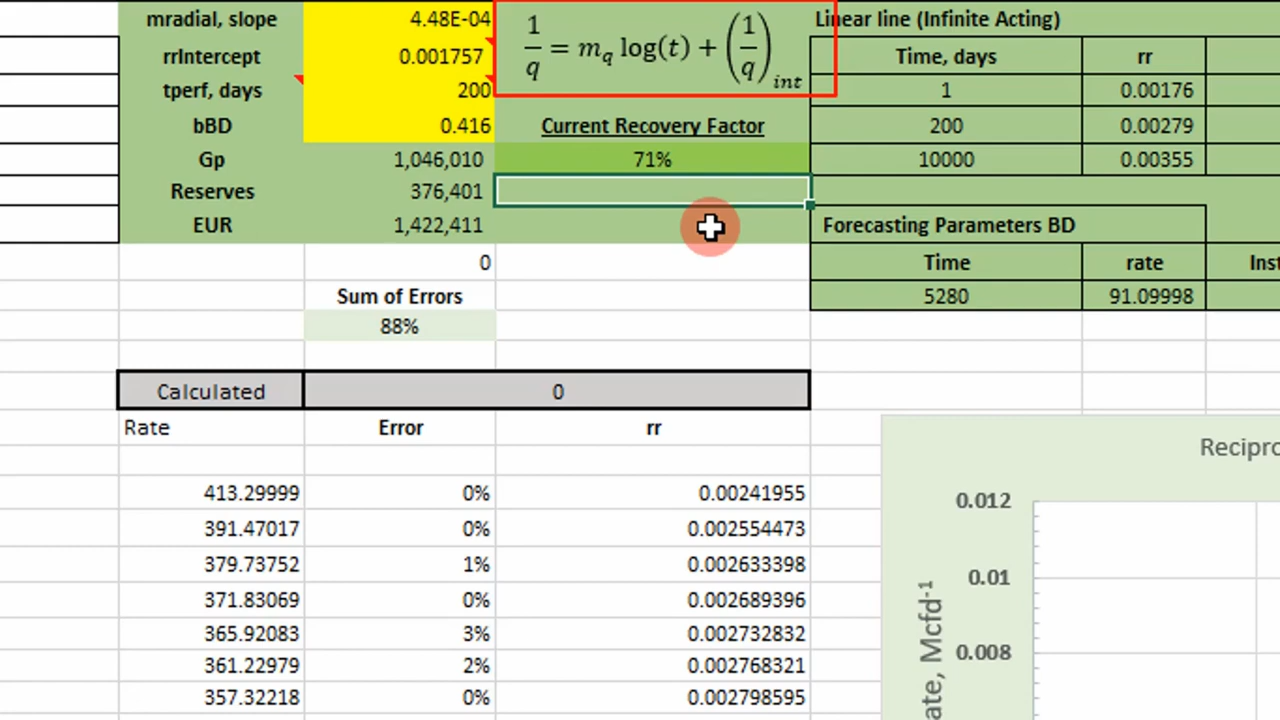 mradial, slope 4.48E-04 1/q = m_q log(t) + (1/q)_int Linear line (Infinite Acting)
rrIntercept 0.001757 Time, days rr
tperf, days 200 1 0.00176
bBD 0.416 Current Recovery Factor 200 0.00279
Gp 1,046,010 71% 10000 0.00355
Reserves 376,401
EUR 1,422,411 Forecasting Parameters BD
0 Time rate
Sum of Errors 5280 91.09998
88%
Calculated 0
Rate Error rr
413.29999 0% 0.00241955
391.47017 0% 0.002554473
379.73752 1% 0.002633398
371.83069 0% 0.002689396
365.92083 3% 0.002732832
361.22979 2% 0.002768321
357.32218 0% 0.002798595
0.012
0.01
0.008
Mcfd-1